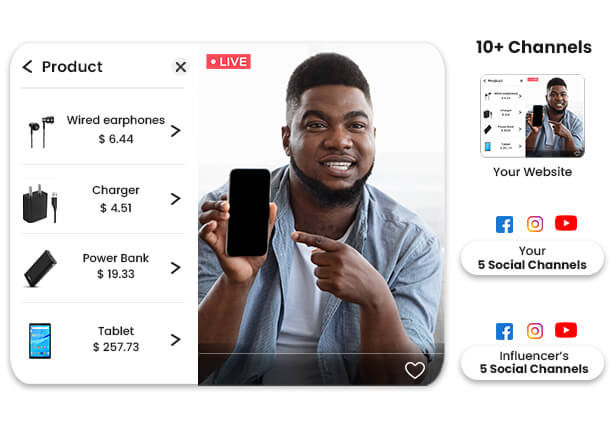 Product
Wired earphones
$ 6.44
Charger
$ 4.51
Power Bank
$ 19.33
Tablet
$ 257.73
LIVE
10+ Channels
Product
Wired earphones
Charger
Power Bank
Tablet
Your Website
Your
5 Social Channels
Influencer's
5 Social Channels